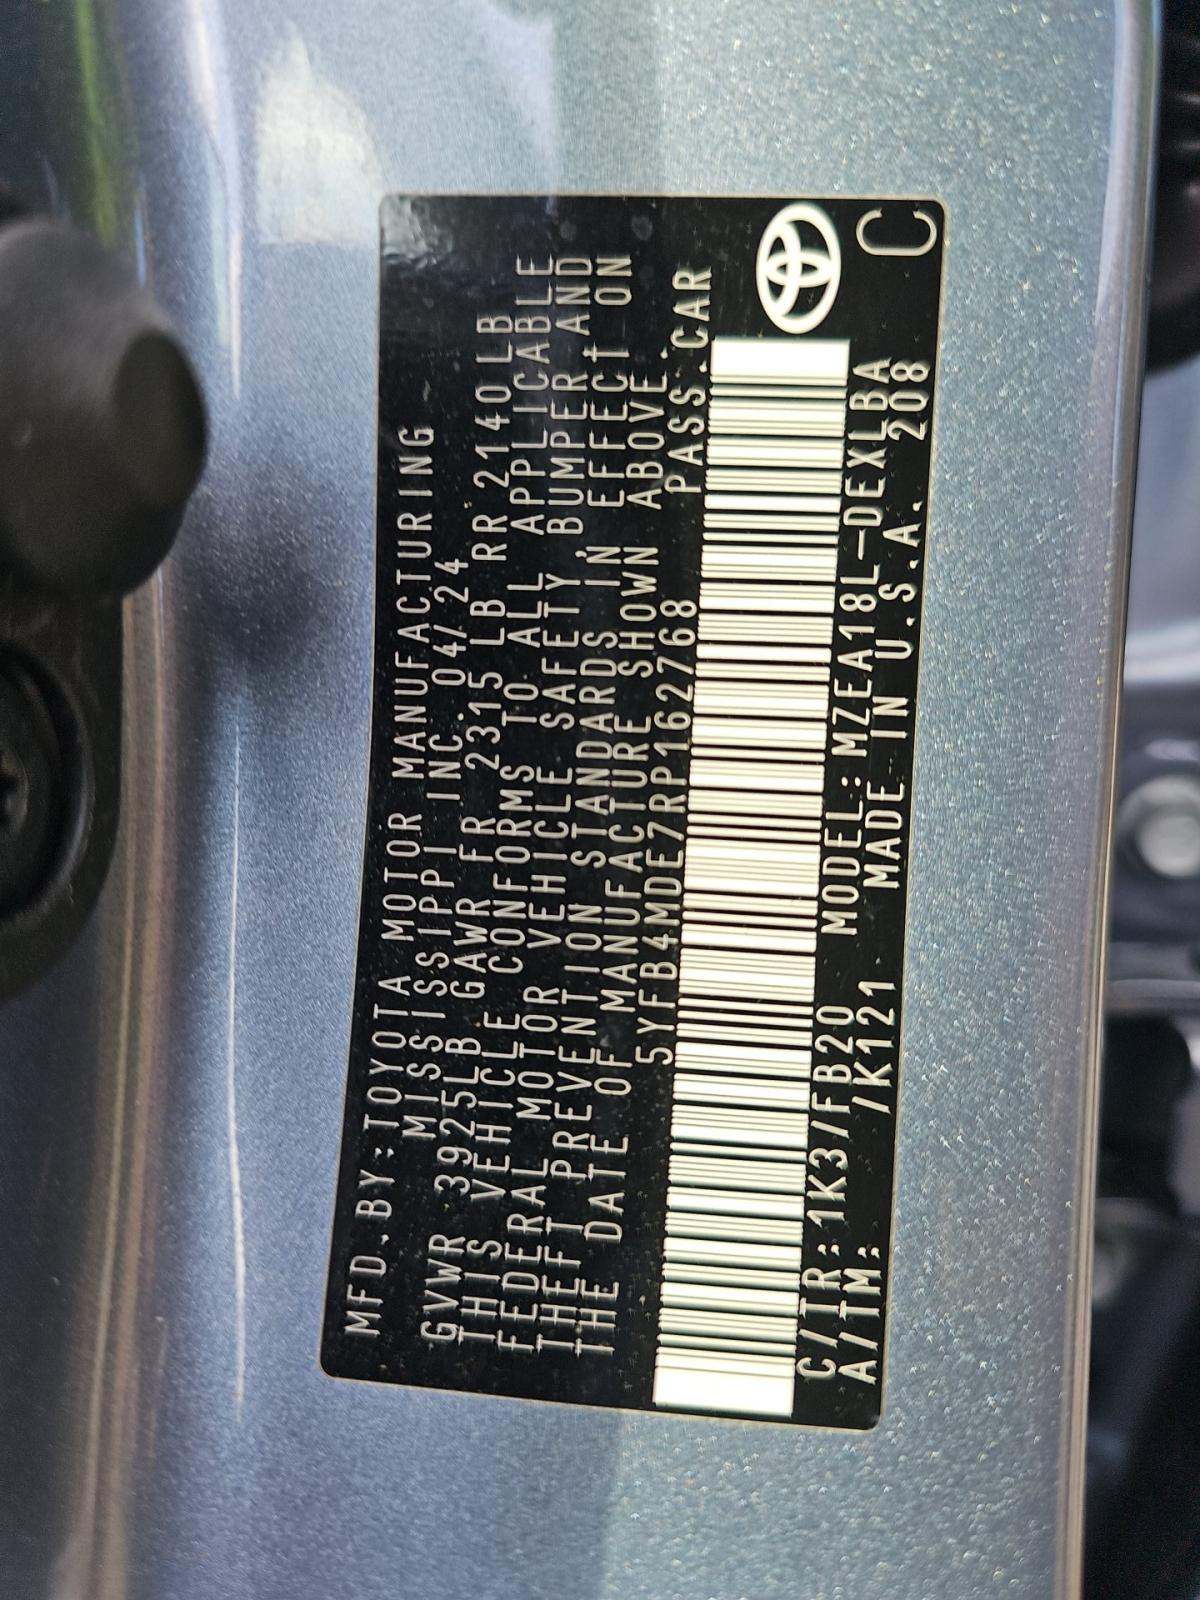 MFD.BY:TOYOTA MOTOR MANUFACTURING
MISSISSIPPI INC. 04/24
GVWR 3925LB GAWR FR 2315 LB RR 2140LB
THIS VEHICLE CONFORMS TO ALL APPLICABLE
FEDERAL MOTOR VEHICLE SAFETY, BUMPER AND
THEFT PREVENTION STANDARDS IN EFFECT ON
THE DATE OF MANUFACTURE SHOWN ABOVE.
5YFB4MDE7RP162768 PASS.CAR
C/TR:1K3/FB20 MODEL:MZEA18L-DEXLBA
A/TM: /K121 MADE IN U.S.A. 208
C